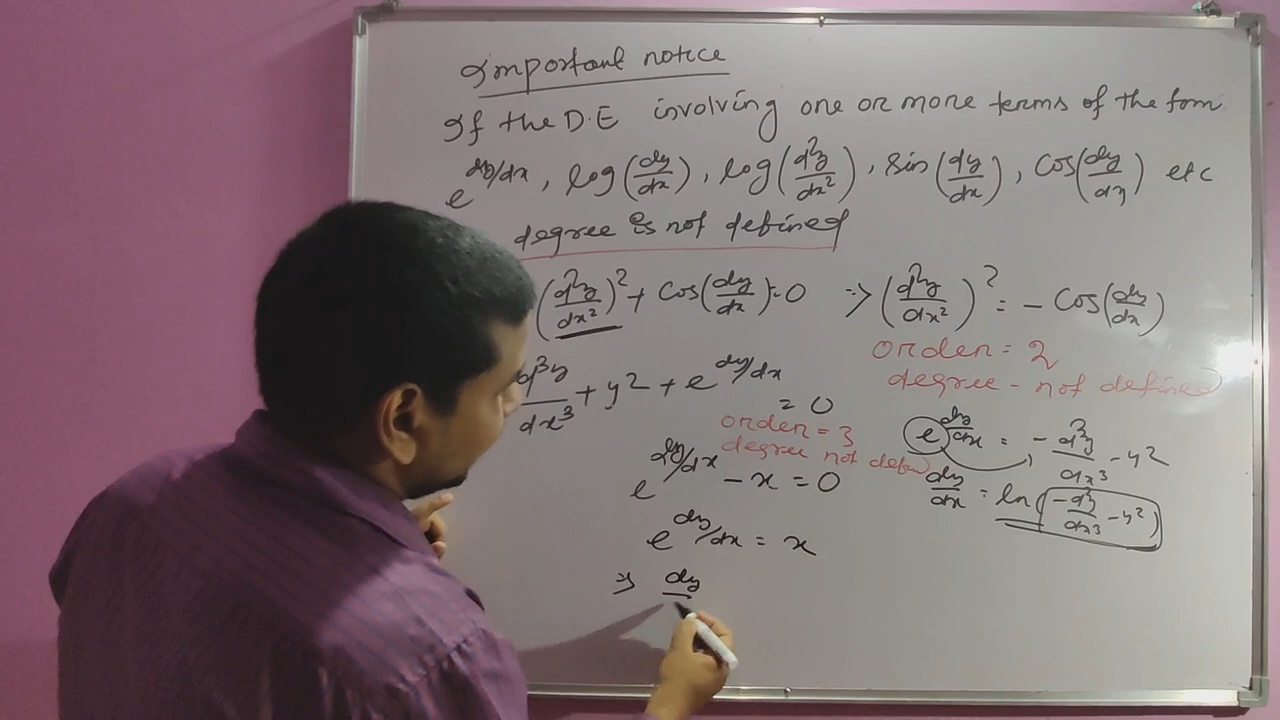 Important notice
If the D.E involving one or more terms of the form
e^dy/dx, log(dy/dx), log(d²y/dx²), sin(dy/dx), cos(dy/dx) etc
degree is not defined
(d²y/dx²)² + cos(dy/dx) = 0 ⇒ (d²y/dx²)² = - cos(dy/dx)
order = 2
degree - not defined
d³y/dx³ + y2 + e^dy/dx = 0
order = 3
degree not define
e^dy/dx = - d³y/dx³ - y2
dy/dx = ln(-d³y/dx³ - y²)
e^dy/dx - x = 0
e^dy/dx = x
⇒ dy